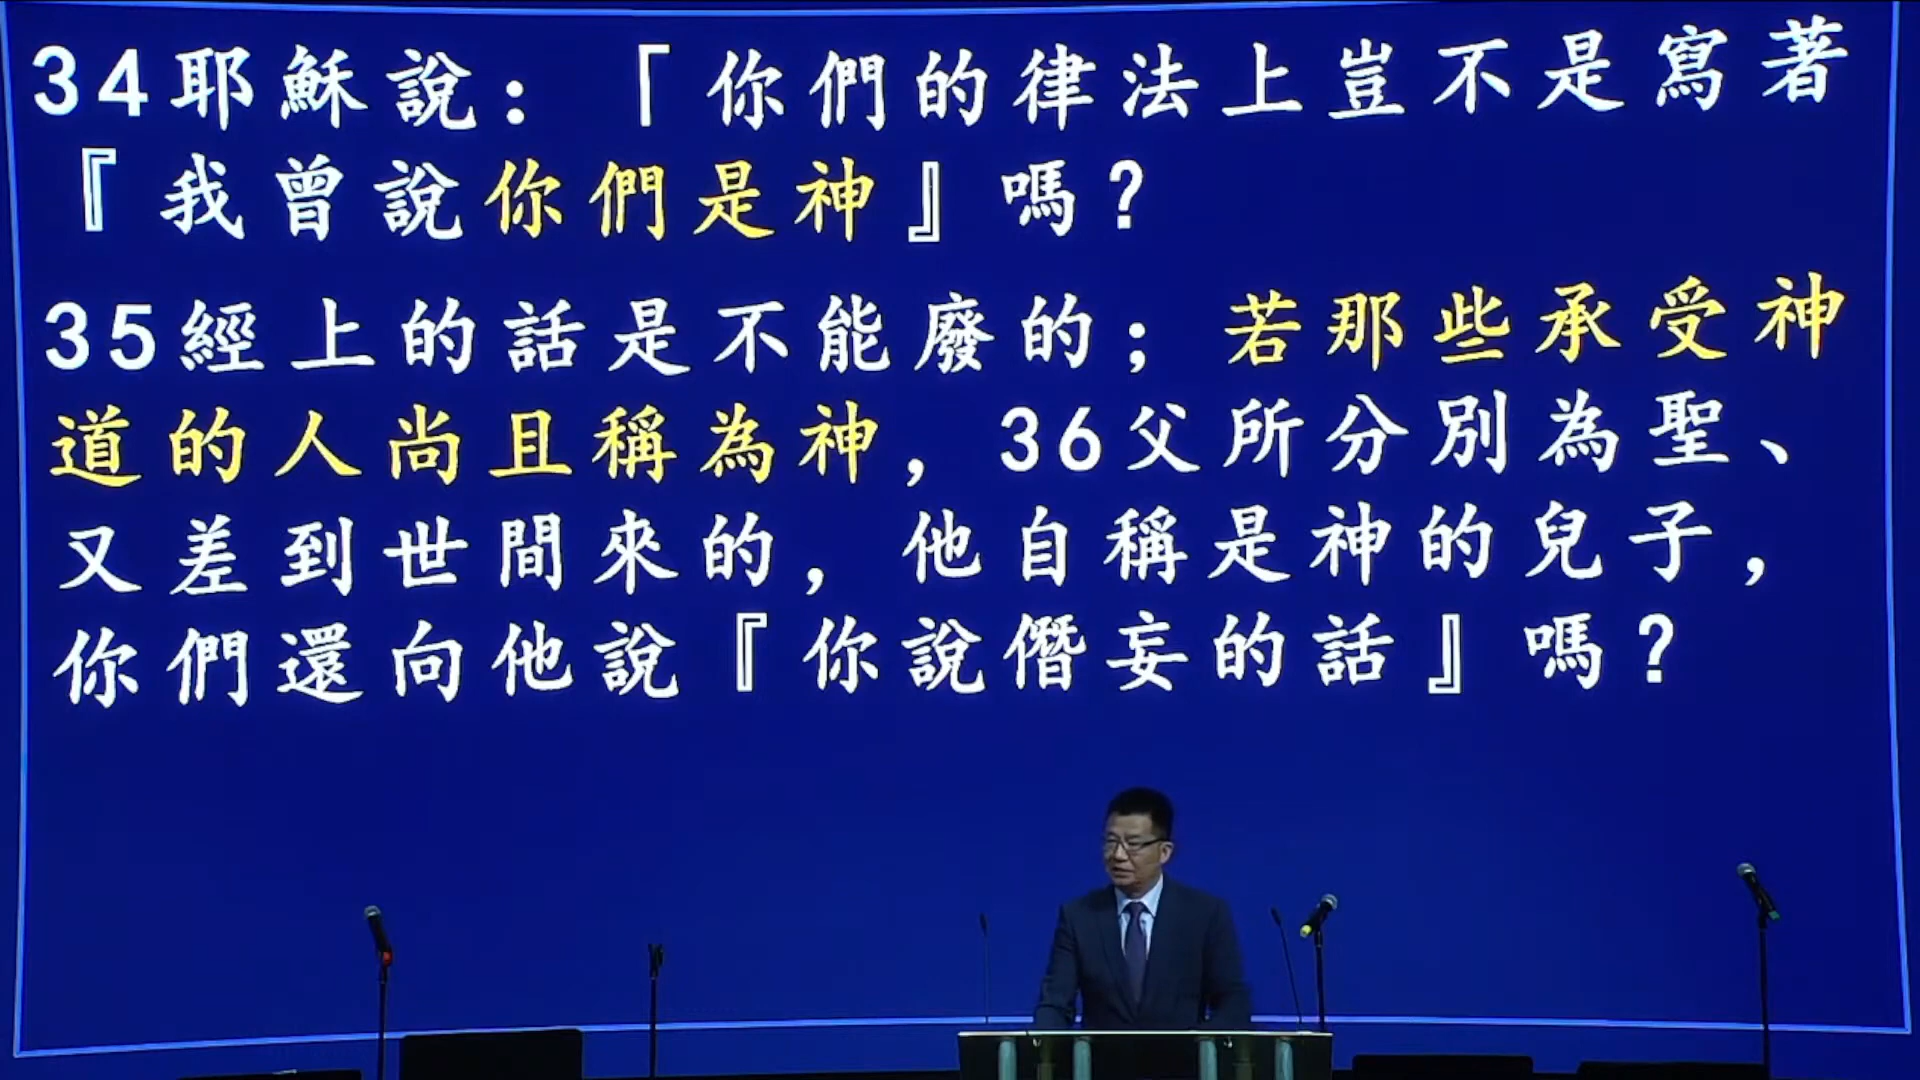 34耶穌說：「你們的律法上豈不是寫著
『我曾說你們是神』嗎？
35經上的話是不能廢的；若那些承受神
道的人尚且稱為神，36父所分別為聖、
又差到世間來的，他自稱是神的兒子，
你們還向他說『你說僭妄的話』嗎？